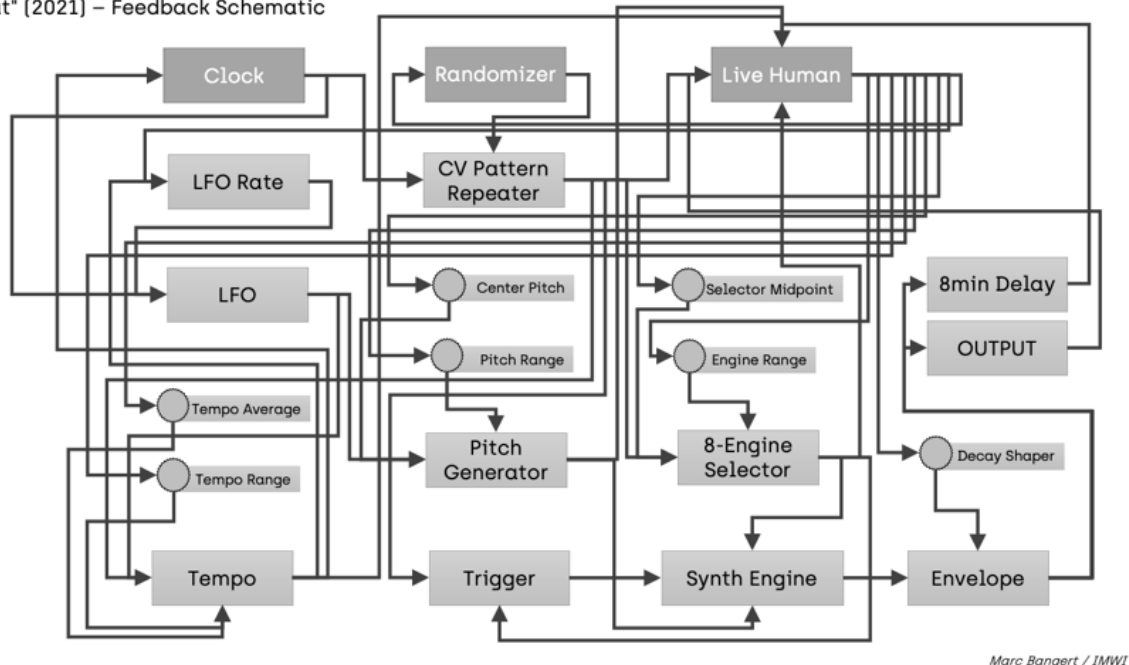 (2021) – Feedback Schematic
Clock
Randomizer
Live Human
LFO Rate
CV Pattern
Repeater
LFO
Center Pitch
Selector Midpoint
8min Delay
Pitch Range
Engine Range
OUTPUT
Tempo Average
Tempo Range
Pitch
Generator
8-Engine
Selector
Decay Shaper
Tempo
Trigger
Synth Engine
Envelope
Marc Bangert / IMWI